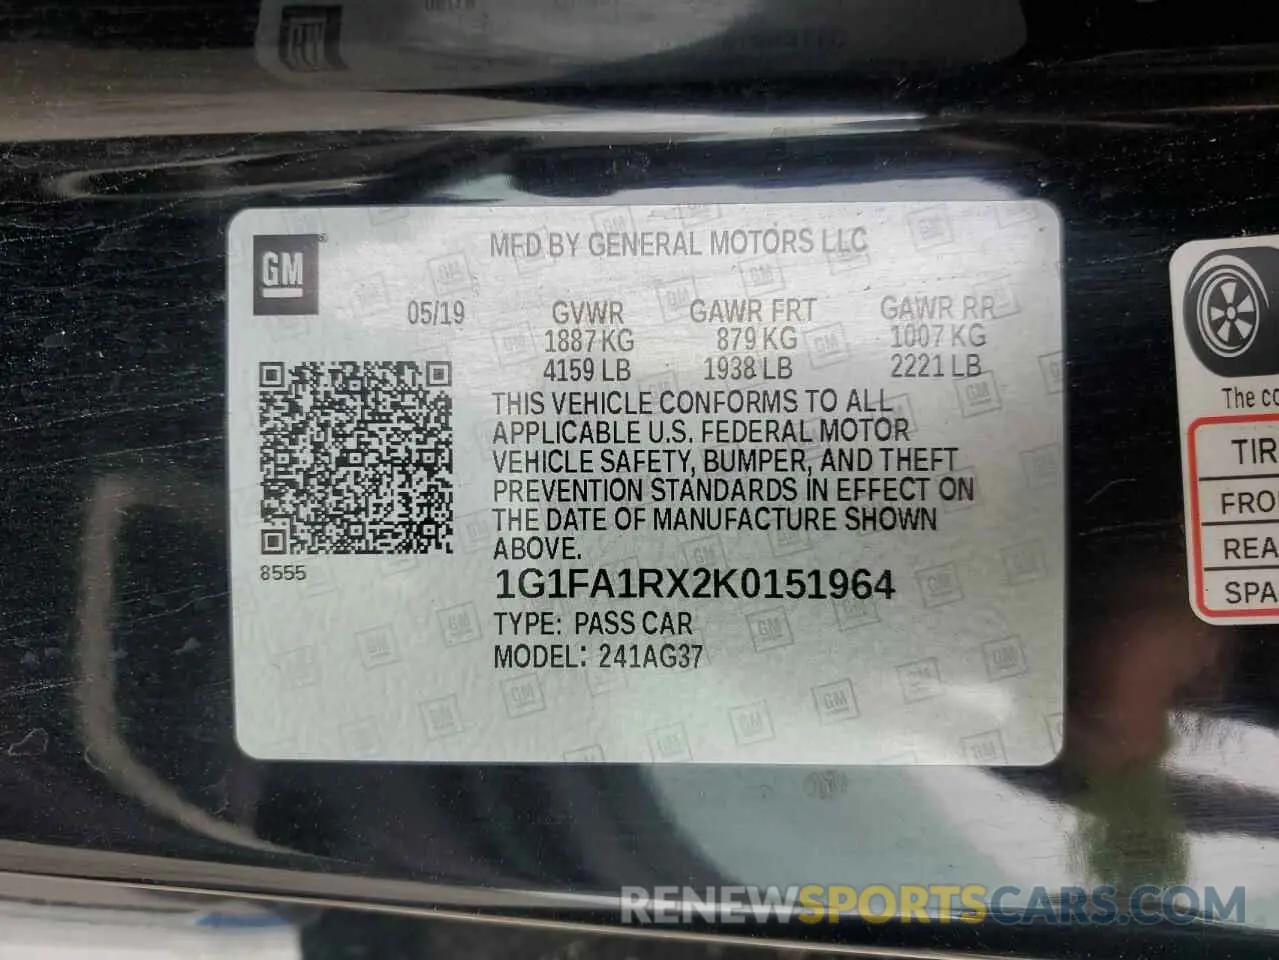 GM
MFD BY GENERAL MOTORS LLC
05/19
GVWR GAWR FRT GAWR RR
1887 KG 879 KG 1007 KG
4159 LB 1938 LB 2221 LB
THIS VEHICLE CONFORMS TO ALL
APPLICABLE U.S. FEDERAL MOTOR
VEHICLE SAFETY, BUMPER, AND THEFT
PREVENTION STANDARDS IN EFFECT ON
THE DATE OF MANUFACTURE SHOWN
ABOVE.
8555
1G1FA1RX2K0151964
TYPE: PASS CAR
MODEL: 241AG37
The co
TIR
FRO
REA
SPA
RENEWSPORTSCARS.COM